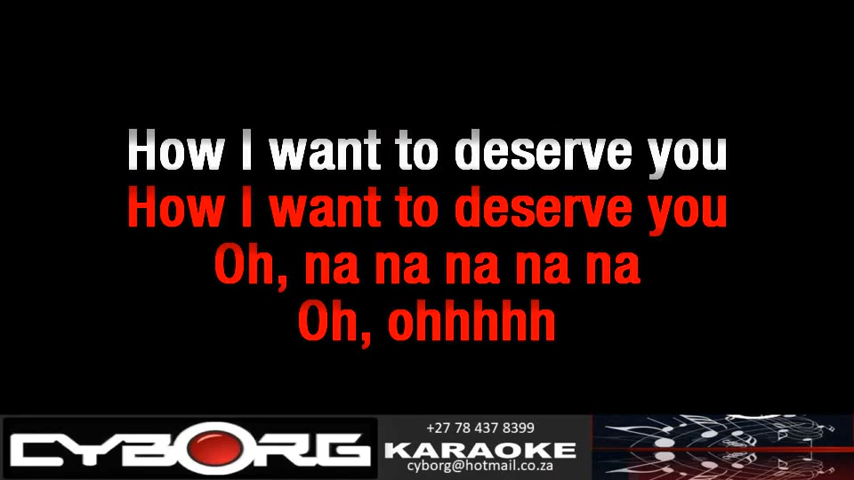 How I want to deserve you
How I want to deserve you
Oh, na na na na na
Oh, ohhhhh
CYBORG
+27 78 437 8399
KARAOKE
cyborg@hotmail.co.za